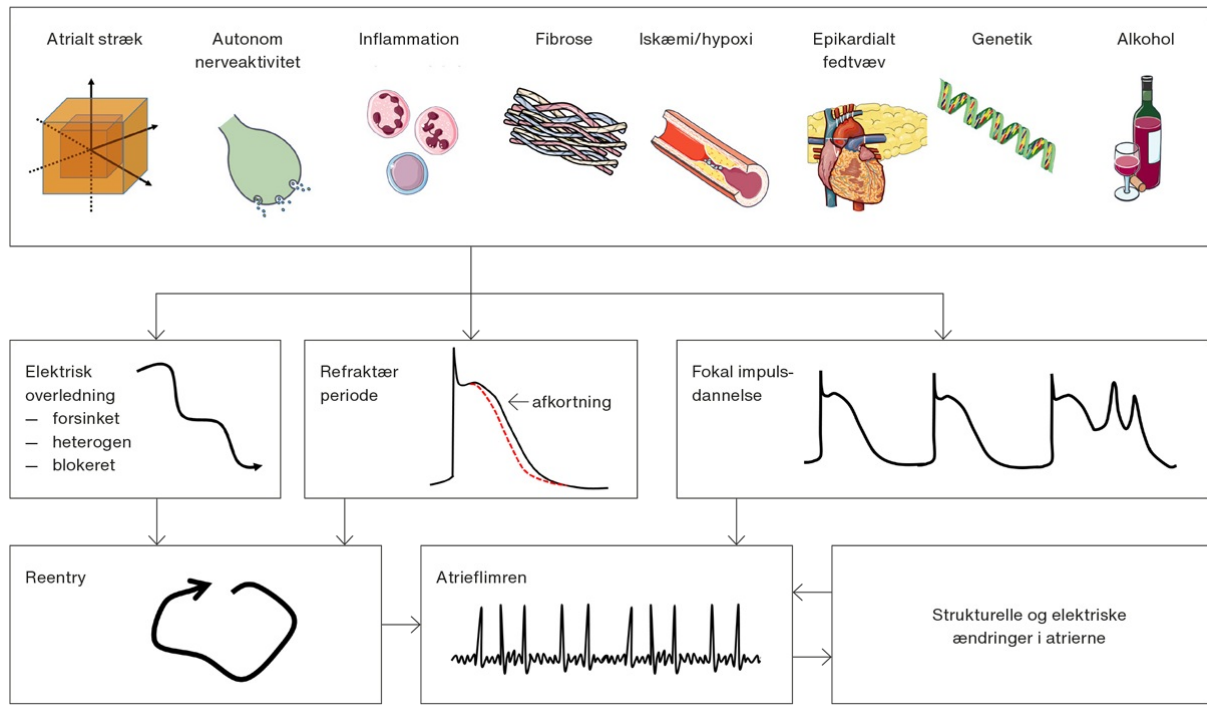 Atrialt stræk
Autonom
nerveaktivitet
Inflammation
Fibrose
Iskæmi/hypoxi
Epikardialt
fedtvæv
Genetik
Alkohol
Elektrisk
overledning
— forsinket
— heterogen
— blokeret
Refraktær
periode
afkortning
Fokal impuls-
dannelse
Reentry
Atrieflimren
Strukturelle og elektriske
ændringer i atrierne